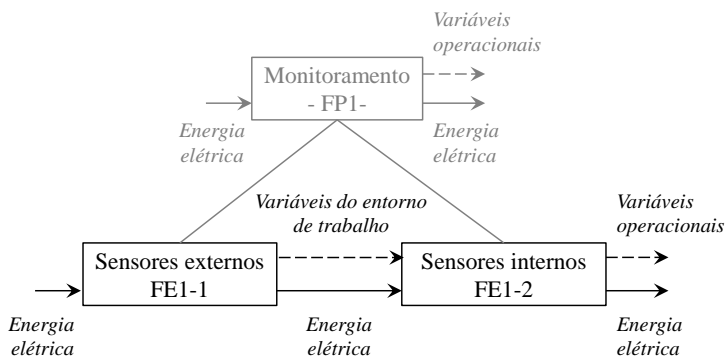 Variáveis
operacionais
Monitoramento
- FP1-
Energia
elétrica
Energia
elétrica
Variáveis do entorno
de trabalho
Variáveis
operacionais
Sensores externos
FE1-1
Sensores internos
FE1-2
Energia
elétrica
Energia
elétrica
Energia
elétrica